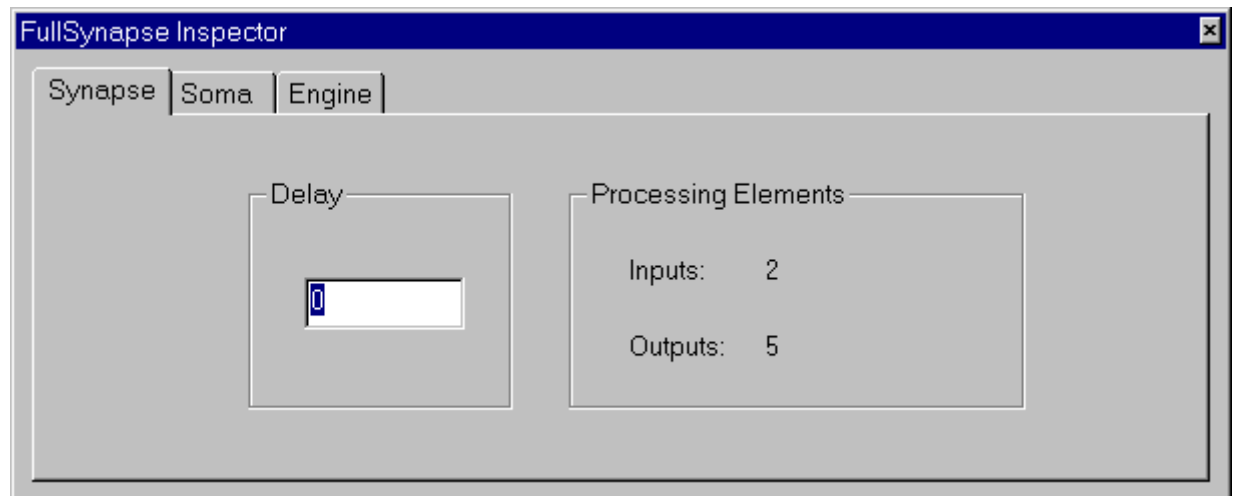 FullSynapse Inspector
Synapse Soma Engine
Delay
0
Processing Elements
Inputs: 2
Outputs: 5